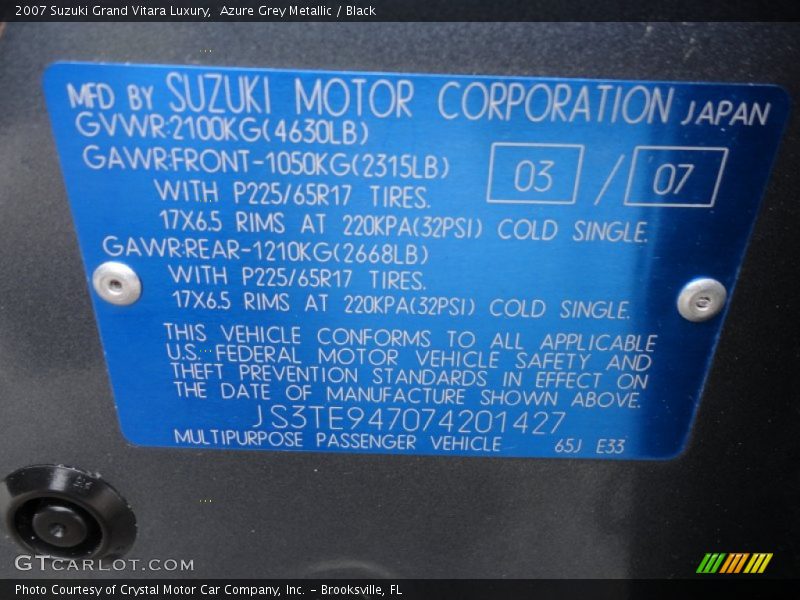 2007 Suzuki Grand Vitara Luxury,  Azure Grey Metallic / Black
MFD BY SUZUKI MOTOR CORPORATION JAPAN
GVWR:2100KG(4630LB)
GAWR:FRONT-1050KG(2315LB) 03 / 07
WITH P225/65R17 TIRES.
17X6.5 RIMS AT 220KPA(32PSI) COLD SINGLE.
GAWR:REAR-1210KG(2668LB)
WITH P225/65R17 TIRES.
17X6.5 RIMS AT 220KPA(32PSI) COLD SINGLE.
THIS VEHICLE CONFORMS TO ALL APPLICABLE
U.S. FEDERAL MOTOR VEHICLE SAFETY AND
THEFT PREVENTION STANDARDS IN EFFECT ON
THE DATE OF MANUFACTURE SHOWN ABOVE.
JS3TE947074201427
MULTIPURPOSE PASSENGER VEHICLE 65J E33
GTCARLOT.COM
Photo Courtesy of Crystal Motor Car Company, Inc. – Brooksville, FL